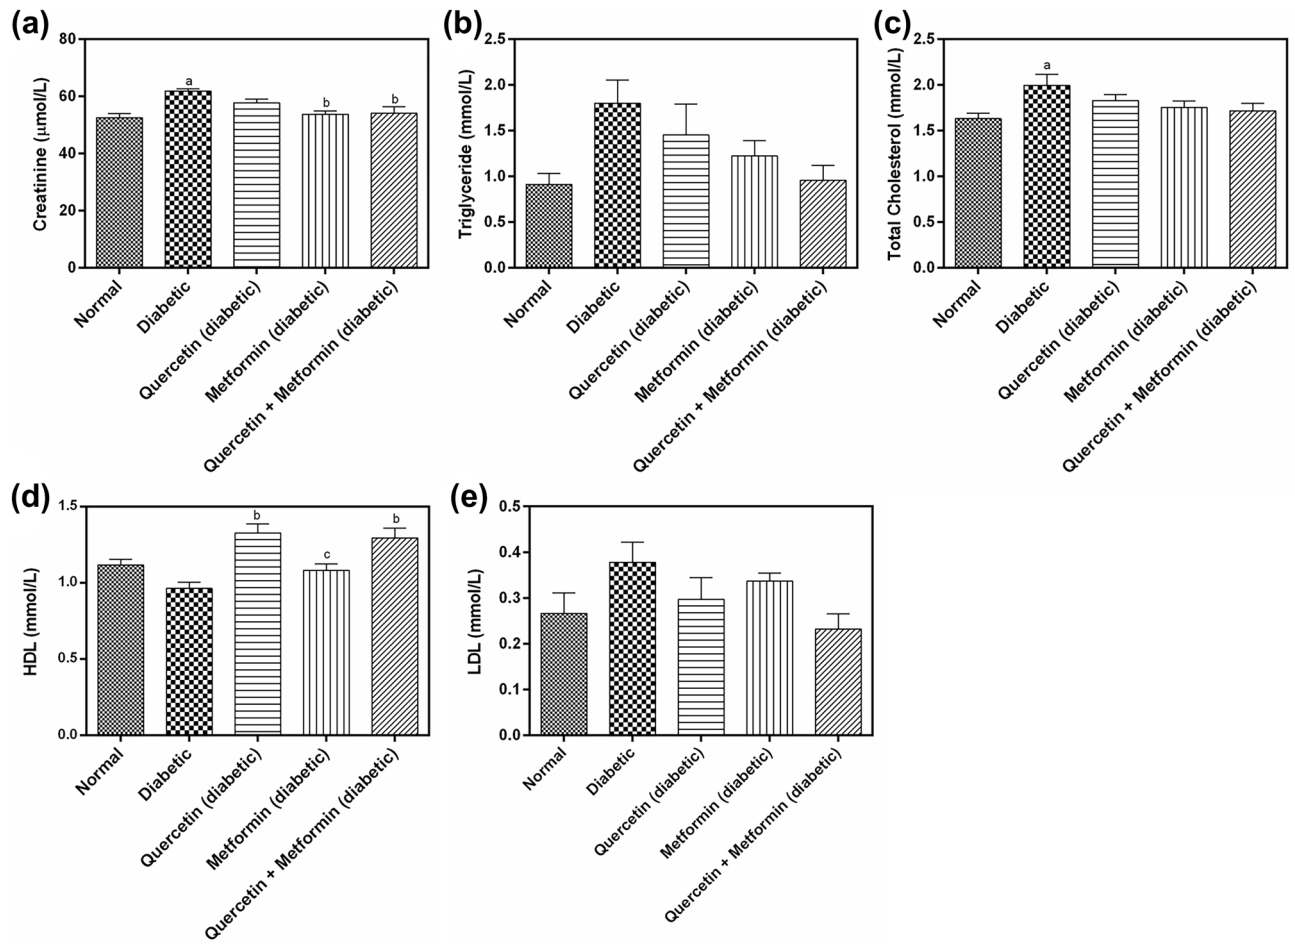 (a)
Creatinine (μmol/L)
80
60
40
20
0
a
b
b
Normal
Diabetic
Quercetin (diabetic)
Metformin (diabetic)
Quercetin + Metformin (diabetic)
(b)
Triglyceride (mmol/L)
2.5
2.0
1.5
1.0
0.5
0.0
Normal
Diabetic
Quercetin (diabetic)
Metformin (diabetic)
Quercetin + Metformin (diabetic)
(c)
Total Cholesterol (mmol/L)
2.5
2.0
1.5
1.0
0.5
0.0
a
Normal
Diabetic
Quercetin (diabetic)
Metformin (diabetic)
Quercetin + Metformin (diabetic)
(d)
HDL (mmol/L)
1.5
1.0
0.5
0.0
b
c
b
Normal
Diabetic
Quercetin (diabetic)
Metformin (diabetic)
Quercetin + Metformin (diabetic)
(e)
LDL (mmol/L)
0.5
0.4
0.3
0.2
0.1
0.0
Normal
Diabetic
Quercetin (diabetic)
Metformin (diabetic)
Quercetin + Metformin (diabetic)